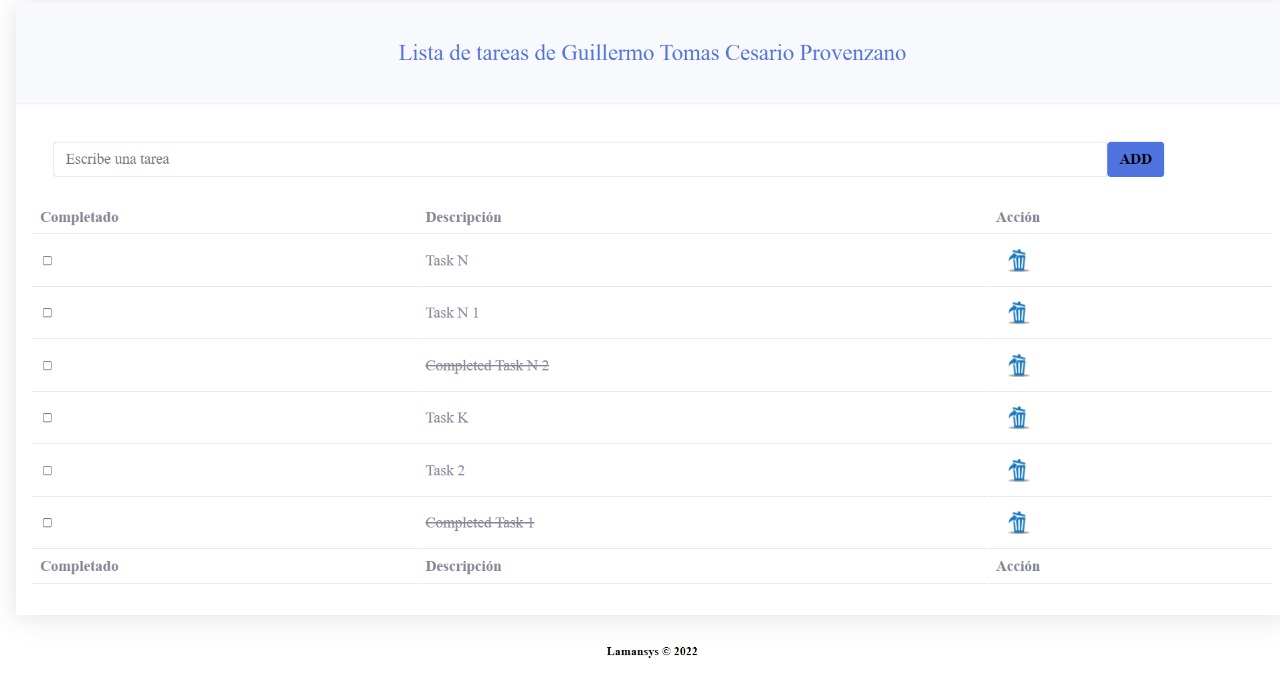 Lista de tareas de Guillermo Tomas Cesario Provenzano
Escribe una tarea ADD
Completado Descripción Acción
Task N
Task N 1
Completed Task N 2
Task K
Task 2
Completed Task 1
Completado Descripción Acción
Lamansys © 2022